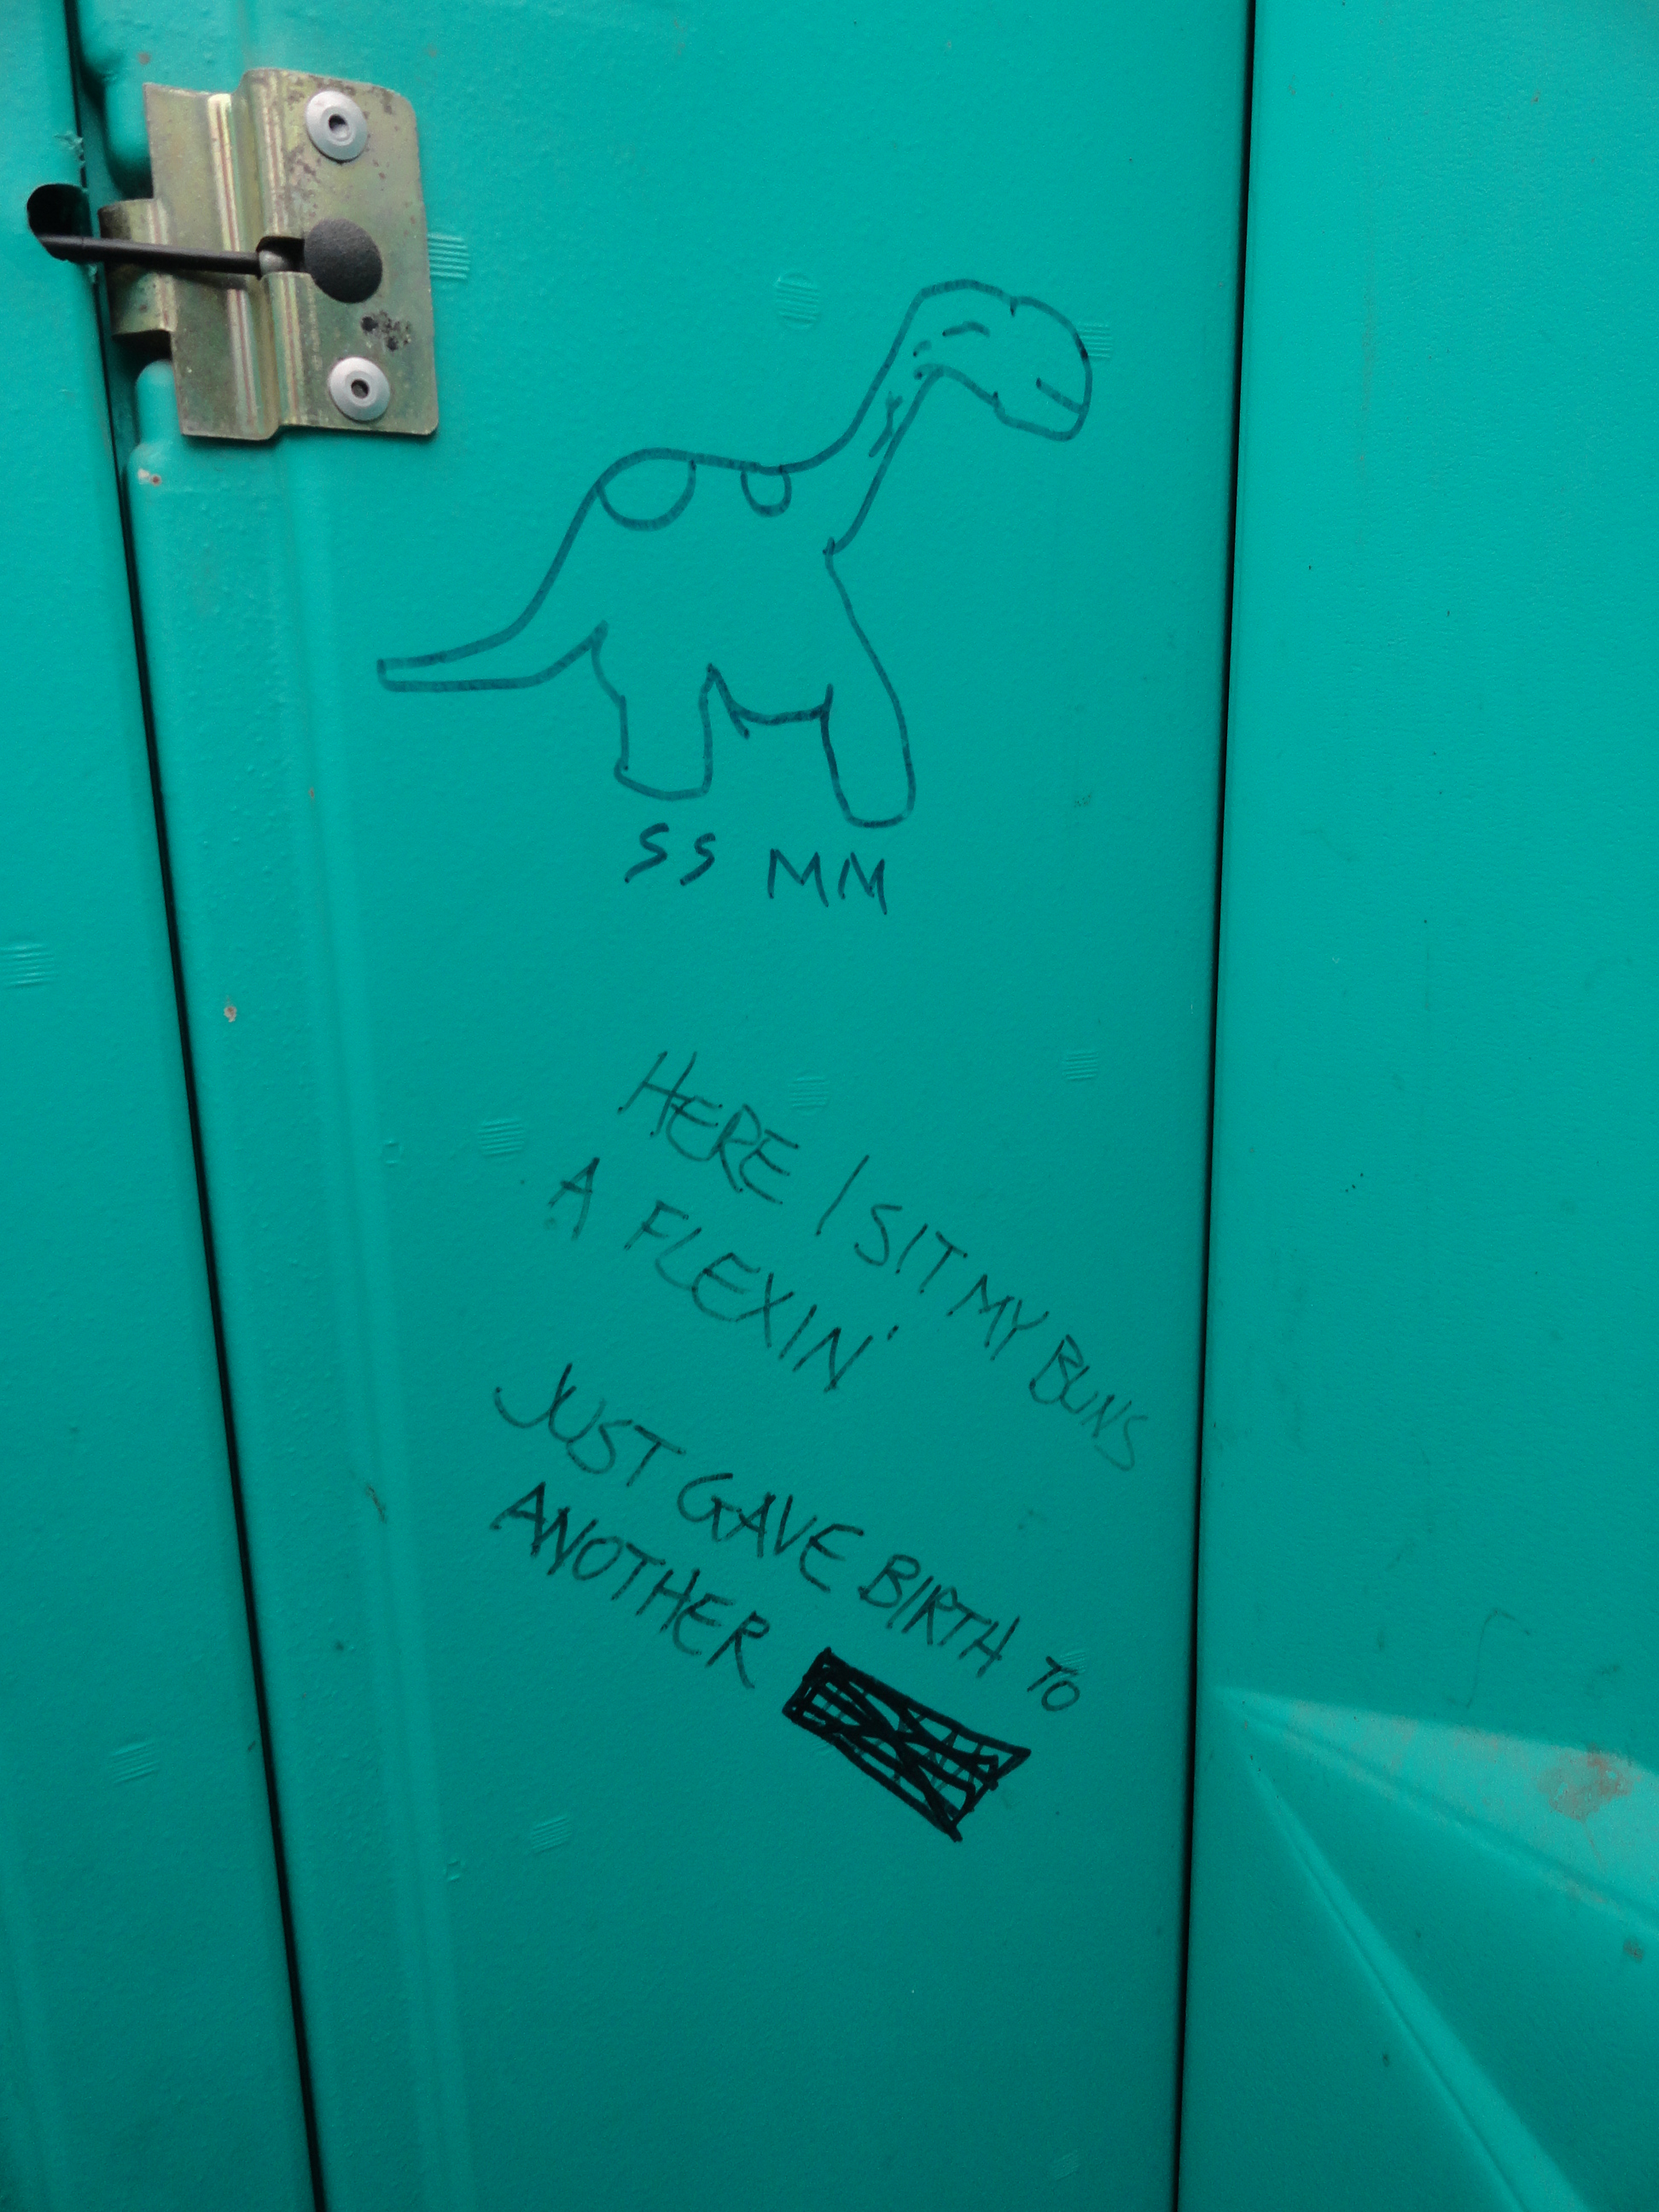 SS MM
HERE I SIT MY BUNS
A FLEXIN'
JUST GAVE BIRTH TO
ANOTHER